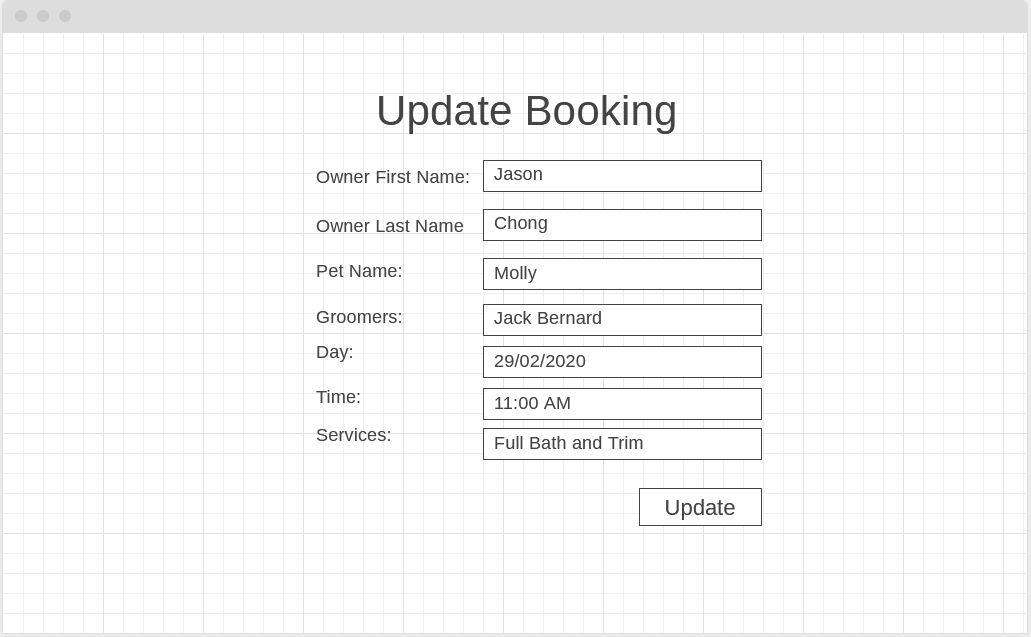 Update Booking
Owner First Name: Jason
Owner Last Name Chong
Pet Name: Molly
Groomers: Jack Bernard
Day: 29/02/2020
Time: 11:00 AM
Services: Full Bath and Trim
Update